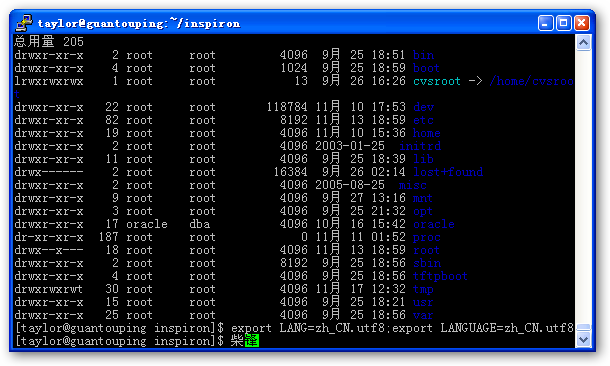 taylor@guantouping:~/inspiron
总用量 205
drwxr-xr-x 2 root root 4096 9月 25 18:51 bin
drwxr-xr-x 4 root root 1024 9月 25 18:59 boot
lrwxrwxrwx 1 root root 13 9月 26 16:26 cvsroot -> /home/cvsroo
t
drwxr-xr-x 22 root root 118784 11月 10 17:53 dev
drwxr-xr-x 82 root root 8192 11月 13 18:59 etc
drwxr-xr-x 19 root root 4096 11月 10 15:36 home
drwxr-xr-x 2 root root 4096 2003-01-25 initrd
drwxr-xr-x 11 root root 4096 9月 25 18:39 lib
drwx------ 2 root root 16384 9月 26 02:14 lost+found
drwxr-xr-x 2 root root 4096 2005-08-25 misc
drwxr-xr-x 9 root root 4096 9月 27 13:16 mnt
drwxr-xr-x 3 root root 4096 9月 25 21:32 opt
drwxr-xr-x 17 oracle dba 4096 10月 16 15:42 oracle
dr-xr-xr-x 187 root root 0 11月 11 01:52 proc
drwxr-x--- 18 root root 4096 11月 13 18:59 root
drwxr-xr-x 2 root root 8192 9月 25 18:56 sbin
drwxr-xr-x 4 root root 4096 9月 25 18:56 tftpboot
drwxrwxrwt 30 root root 4096 11月 17 12:32 tmp
drwxr-xr-x 15 root root 4096 9月 25 18:21 usr
drwxr-xr-x 25 root root 4096 9月 25 18:56 var
[taylor@guantouping inspiron]$ export LANG=zh_CN.utf8;export LANGUAGE=zh_CN.utf8
[taylor@guantouping inspiron]$ 柴锋